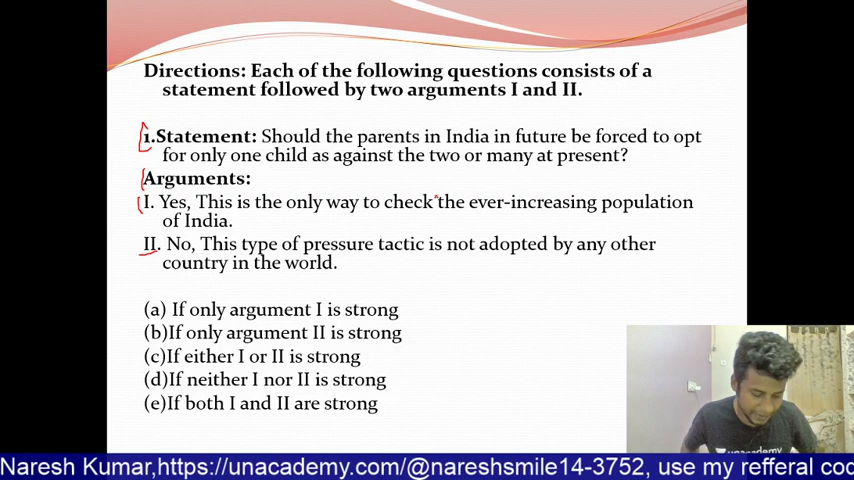 Directions: Each of the following questions consists of a
statement followed by two arguments I and II.
1.Statement: Should the parents in India in future be forced to opt
for only one child as against the two or many at present?
Arguments:
I. Yes, This is the only way to check the ever-increasing population
of India.
II. No, This type of pressure tactic is not adopted by any other
country in the world.
(a) If only argument I is strong
(b)If only argument II is strong
(c)If either I or II is strong
(d)If neither I nor II is strong
(e)If both I and II are strong
unacademy
Naresh Kumar,https://unacademy.com/@nareshsmile14-3752, use my refferal cod